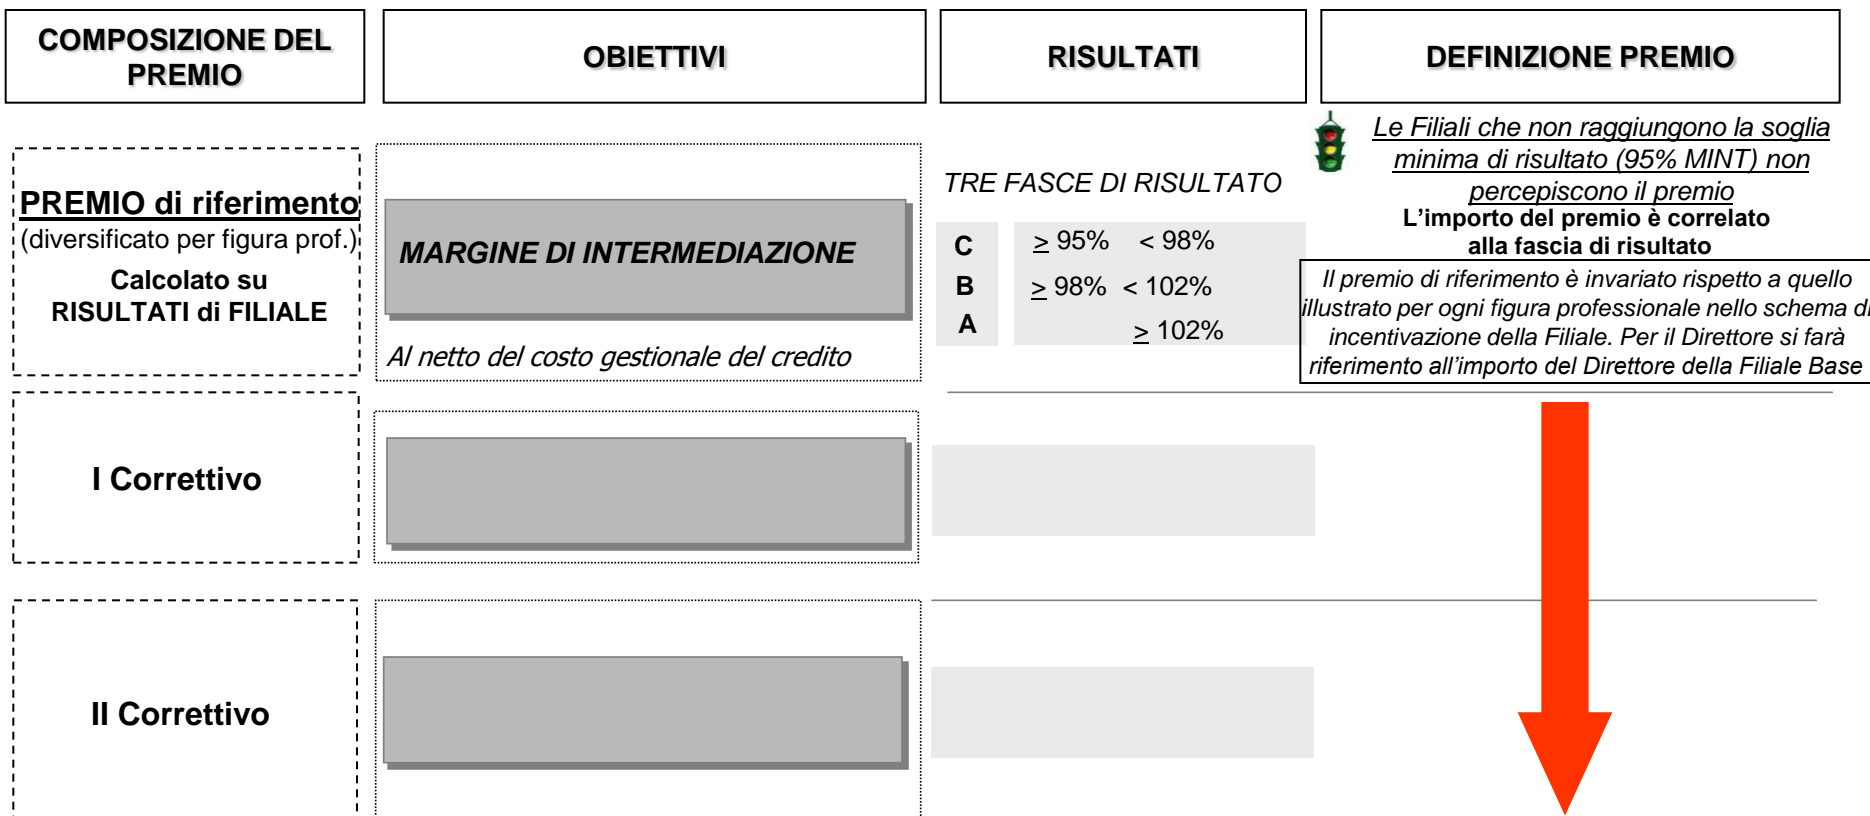 COMPOSIZIONE DEL
PREMIO
OBIETTIVI
RISULTATI
DEFINIZIONE PREMIO
PREMIO di riferimento
(diversificato per figura prof.)
Calcolato su
RISULTATI di FILIALE
MARGINE DI INTERMEDIAZIONE
Al netto del costo gestionale del credito
TRE FASCE DI RISULTATO
C ≥ 95% < 98%
B ≥ 98% < 102%
A ≥ 102%
Le Filiali che non raggiungono la soglia
minima di risultato (95% MINT) non
percepiscono il premio
L'importo del premio è correlato
alla fascia di risultato
Il premio di riferimento è invariato rispetto a quello
illustrato per ogni figura professionale nello schema di
incentivazione della Filiale. Per il Direttore si farà
riferimento all'importo del Direttore della Filiale Base
I Correttivo
II Correttivo